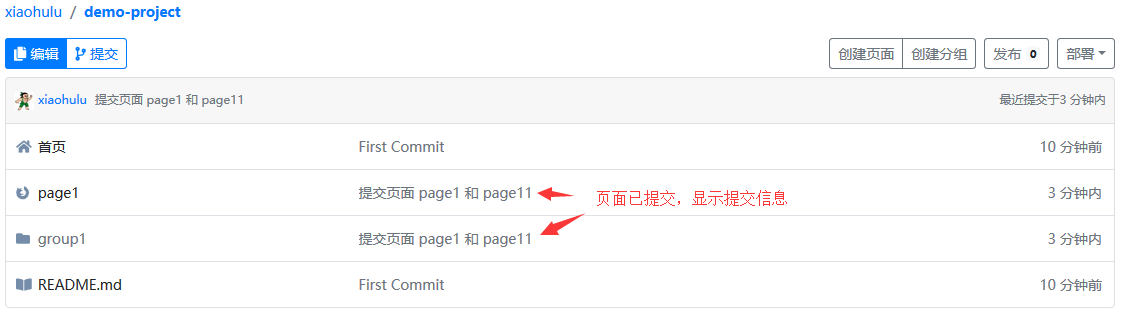 xiaohulu / demo-project
编辑 提交 创建页面 创建分组 发布 0 部署
xiaohulu 提交页面 page1 和 page11 最近提交于3 分钟内
首页 First Commit 10 分钟前
page1 提交页面 page1 和 page11 页面已提交，显示提交信息 3 分钟内
group1 提交页面 page1 和 page11 3 分钟内
README.md First Commit 10 分钟前